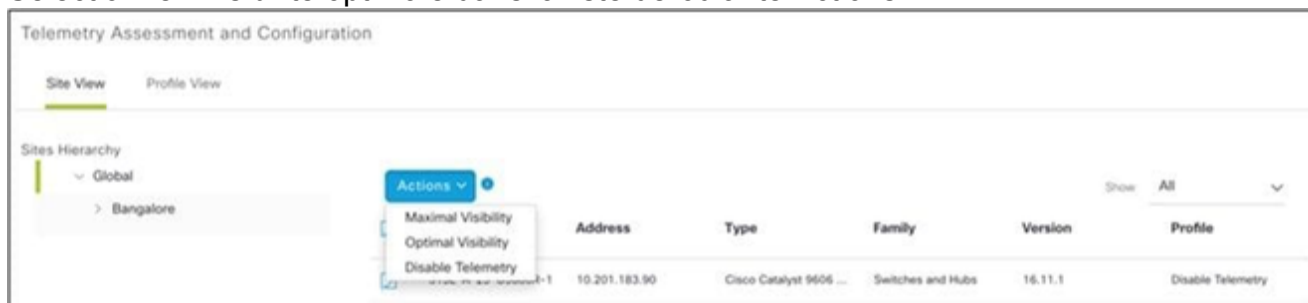 Telemetry Assessment and Configuration
Site View Profile View
Sites Hierarchy
Global
Bangalore
Actions
Show All
Maximal Visibility
Optimal Visibility
Disable Telemetry
Address Type Family Version Profile
10.201.183.90 Cisco Catalyst 9606 ... Switches and Hubs 16.11.1 Disable Telemetry